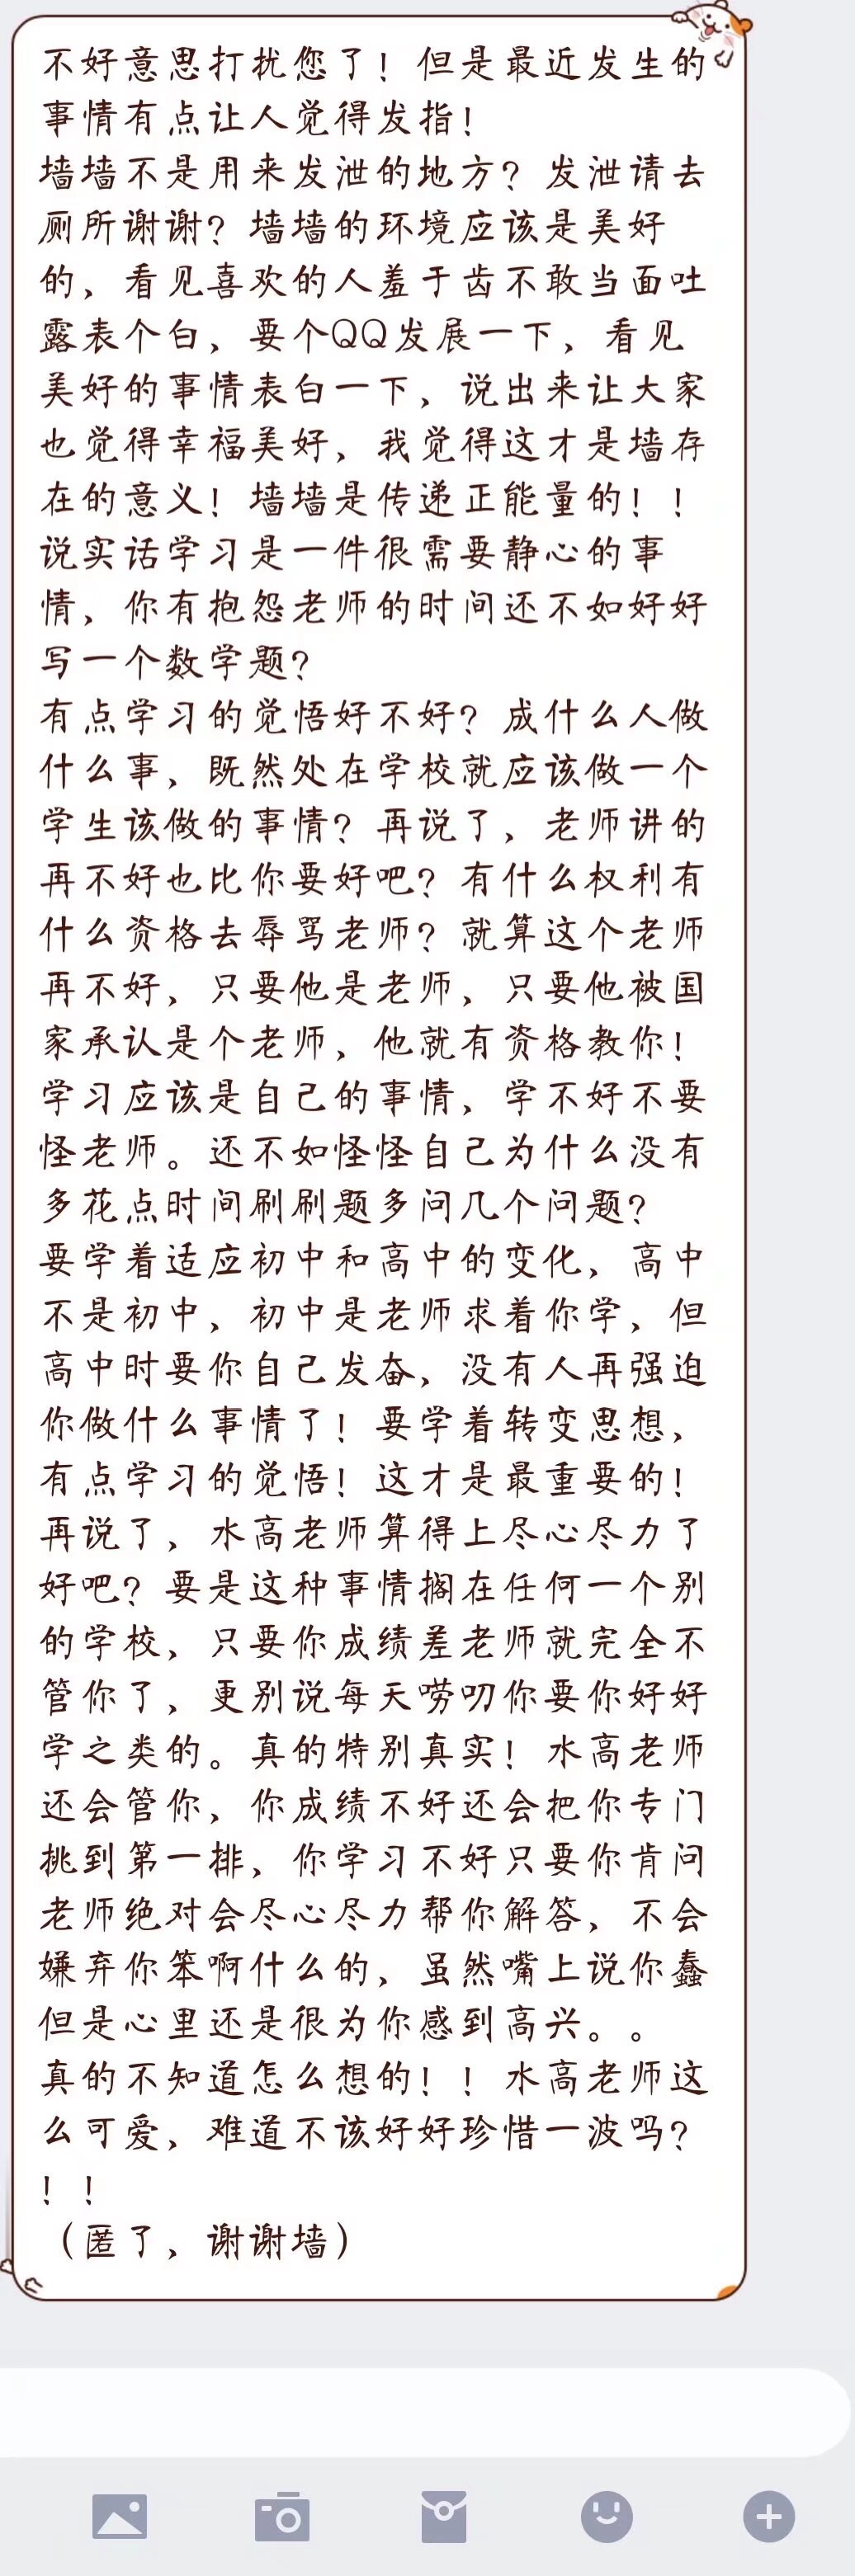 不好意思打扰您了！但是最近发生的
事情有点让人觉得发指！
墙墙不是用来发泄的地方？发泄请去
厕所谢谢？墙墙的环境应该是美好
的，看见喜欢的人羞于齿不敢当面吐
露表个白，要个QQ发展一下，看见
美好的事情表白一下，说出来让大家
也觉得幸福美好，我觉得这才是墙存
在的意义！墙墙是传递正能量的！！
说实话学习是一件很需要静心的事
情，你有抱怨老师的时间还不如好好
写一个数学题？
有点学习的觉悟好不好？成什么人做
什么事，既然处在学校就应该做一个
学生该做的事情？再说了，老师讲的
再不好也比你要好吧？有什么权利有
什么资格去辱骂老师？就算这个老师
再不好，只要他是老师，只要他被国
家承认是个老师，他就有资格教你！
学习应该是自己的事情，学不好不要
怪老师。还不如怪怪自己为什么没有
多花点时间刷刷题多问几个问题？
要学着适应初中和高中的变化，高中
不是初中，初中是老师求着你学，但
高中时要你自己发奋，没有人再强迫
你做什么事情了！要学着转变思想，
有点学习的觉悟！这才是最重要的！
再说了，水高老师算得上尽心尽力了
好吧？要是这种事情搁在任何一个别
的学校，只要你成绩差老师就完全不
管你了，更别说每天唠叨你要你好好
学之类的。真的特别真实！水高老师
还会管你，你成绩不好还会把你专门
挑到第一排，你学习不好只要你肯问
老师绝对会尽心尽力帮你解答，不会
嫌弃你笨啊什么的，虽然嘴上说你蠢
但是心里还是很为你感到高兴。。
真的不知道怎么想的！！水高老师这
么可爱，难道不该好好珍惜一波吗？
！！
（匿了，谢谢墙）